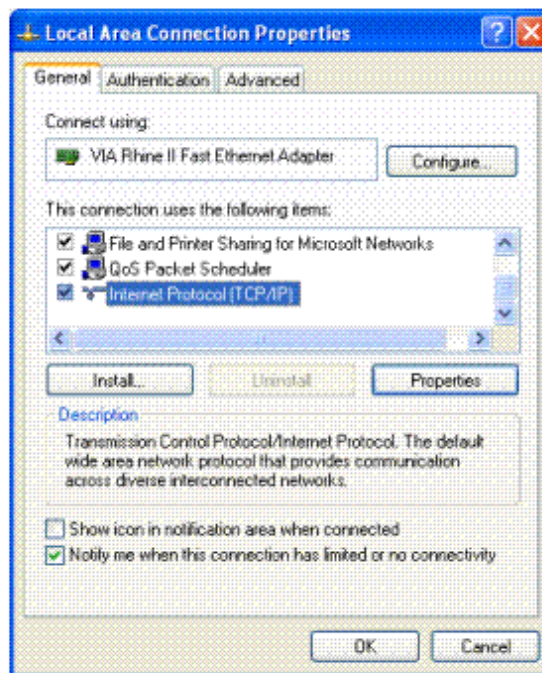 Local Area Connection Properties
General Authentication Advanced
Connect using:
VIA Rhine II Fast Ethernet Adapter
Configure...
This connection uses the following items:
File and Printer Sharing for Microsoft Networks
QoS Packet Scheduler
Internet Protocol (TCP/IP)
Install... Uninstall Properties
Description
Transmission Control Protocol/Internet Protocol. The default
wide area network protocol that provides communication
across diverse interconnected networks.
Show icon in notification area when connected
Notify me when this connection has limited or no connectivity
OK Cancel